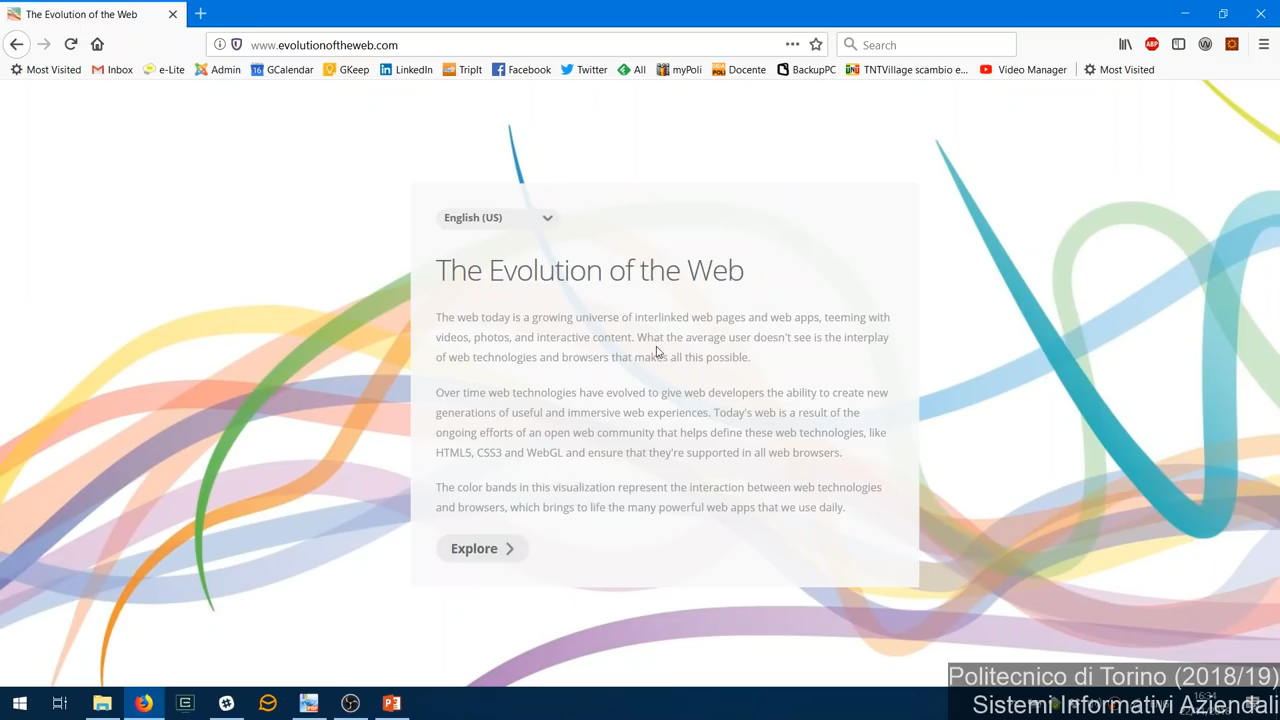 The Evolution of the Web
www.evolutionoftheweb.com
Search
ABP
Most Visited
Inbox
e-Lite
Admin
GCalendar
GKeep
LinkedIn
TripIt
Facebook
Twitter
All
myPoli
Docente
BackupPC
TNTVillage scambio e...
Video Manager
Most Visited
English (US)
The Evolution of the Web
The web today is a growing universe of interlinked web pages and web apps, teeming with
videos, photos, and interactive content. What the average user doesn't see is the interplay
of web technologies and browsers that makes all this possible.
Over time web technologies have evolved to give web developers the ability to create new
generations of useful and immersive web experiences. Today's web is a result of the
ongoing efforts of an open web community that helps define these web technologies, like
HTML5, CSS3 and WebGL and ensure that they're supported in all web browsers.
The color bands in this visualization represent the interaction between web technologies
and browsers, which brings to life the many powerful web apps that we use daily.
Explore
Politecnico di Torino (2018/19)
Sistemi Informativi Aziendali